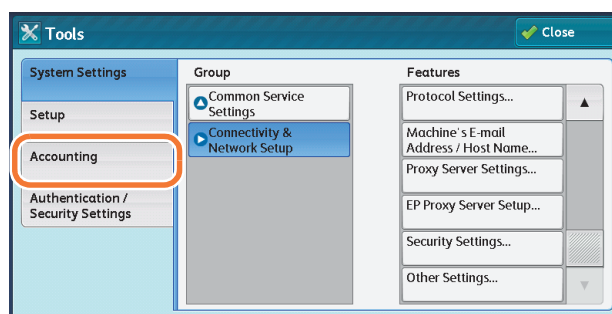 Tools
Close
System Settings
Setup
Accounting
Authentication /
Security Settings
Group
Common Service
Settings
Connectivity &
Network Setup
Features
Protocol Settings...
Machine's E-mail
Address / Host Name...
Proxy Server Settings...
EP Proxy Server Setup...
Security Settings...
Other Settings...